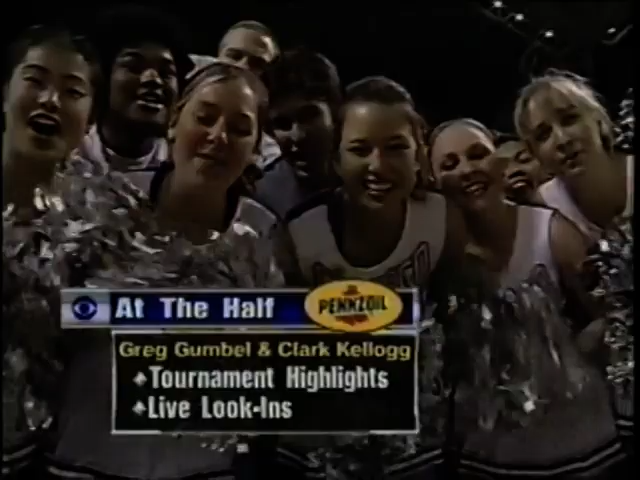 At The Half
PENNZOIL
Greg Gumbel & Clark Kellogg
Tournament Highlights
Live Look-Ins